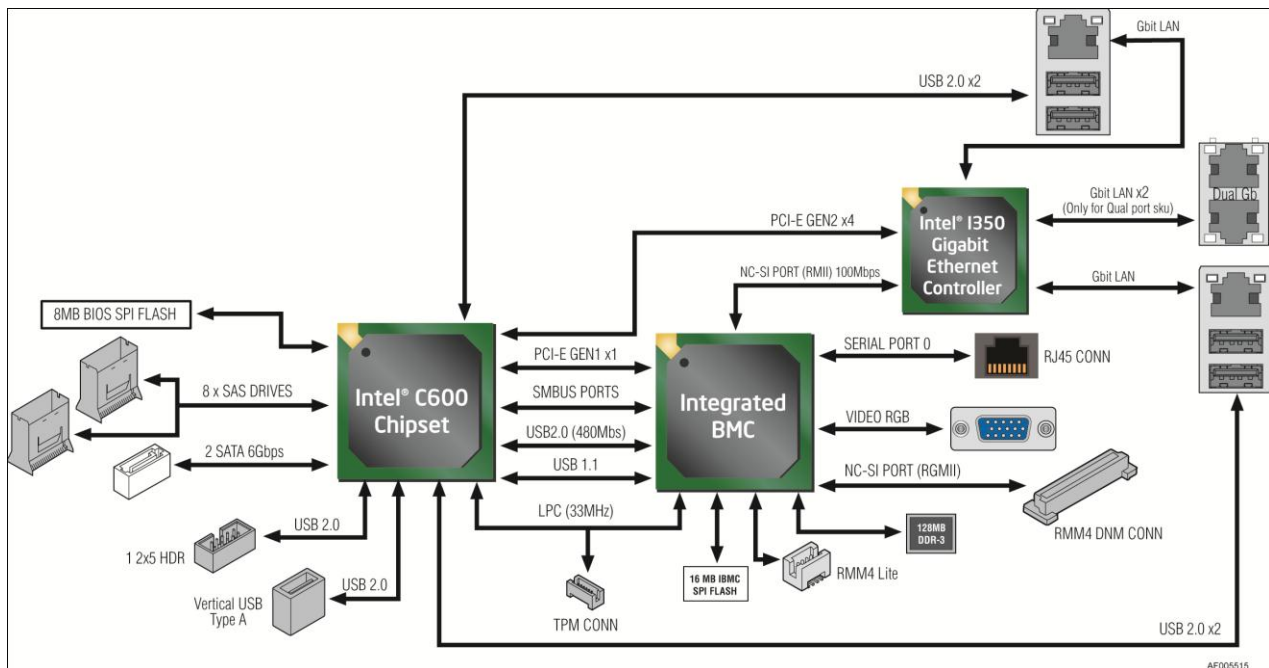 Gbit LAN
USB 2.0 x2
Dual Gb
Gbit LAN x2
(Only for Qual port sku)
Intel® I350
Gigabit
Ethernet
Controller
PCI-E GEN2 x4
NC-SI PORT (RMII) 100Mbps
Gbit LAN
8MB BIOS SPI FLASH
Intel® C600
Chipset
PCI-E GEN1 x1
SMBUS PORTS
USB2.0 (480Mbs)
USB 1.1
Integrated
BMC
SERIAL PORT 0
RJ45 CONN
8 x SAS DRIVES
VIDEO RGB
2 SATA 6Gbps
NC-SI PORT (RGMII)
LPC (33MHz)
USB 2.0
1 2x5 HDR
128MB
DDR-3
RMM4 DNM CONN
RMM4 Lite
16 MB IBMC
SPI FLASH
USB 2.0
Vertical USB
Type A
TPM CONN
USB 2.0 x2
AF005515